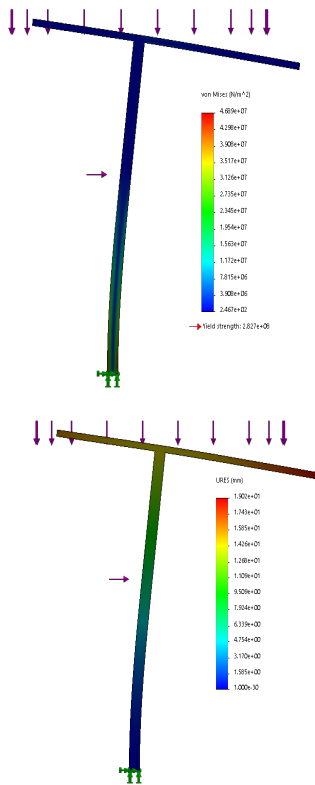 von Mises (N/m^2)
4.689e+07
4.298e+07
3.908e+07
3.517e+07
3.126e+07
2.735e+07
2.345e+07
1.954e+07
1.563e+07
1.172e+07
7.815e+06
3.908e+06
2.467e+02
Yield strength: 2.827e+08
URES (mm)
1.902e+01
1.743e+01
1.585e+01
1.426e+01
1.268e+01
1.109e+01
9.509e+00
7.924e+00
6.339e+00
4.754e+00
3.170e+00
1.585e+00
1.000e-30